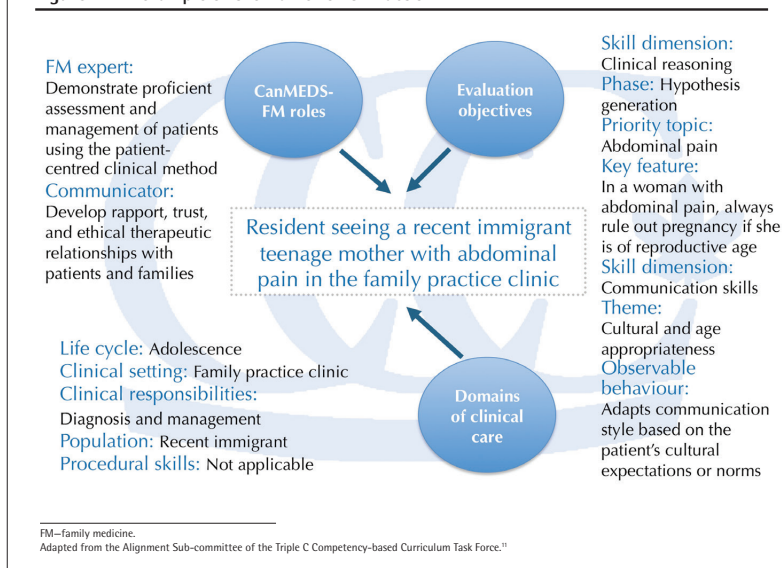 FM expert:
Demonstrate proficient
assessment and
management of patients
using the patient-
centred clinical method
Communicator:
Develop rapport, trust,
and ethical therapeutic
relationships with
patients and families
CanMEDS-
FM roles
Evaluation
objectives
Skill dimension:
Clinical reasoning
Phase: Hypothesis
generation
Priority topic:
Abdominal pain
Key feature:
In a woman with
abdominal pain, always
rule out pregnancy if she
is of reproductive age
Skill dimension:
Communication skills
Theme:
Cultural and age
appropriateness
Observable
behaviour:
Adapts communication
style based on the
patient's cultural
expectations or norms
Resident seeing a recent immigrant
teenage mother with abdominal
pain in the family practice clinic
Life cycle: Adolescence
Clinical setting: Family practice clinic
Clinical responsibilities:
Diagnosis and management
Population: Recent immigrant
Procedural skills: Not applicable
Domains
of clinical
care
FM—family medicine.
Adapted from the Alignment Sub-committee of the Triple C Competency-based Curriculum Task Force.¹¹